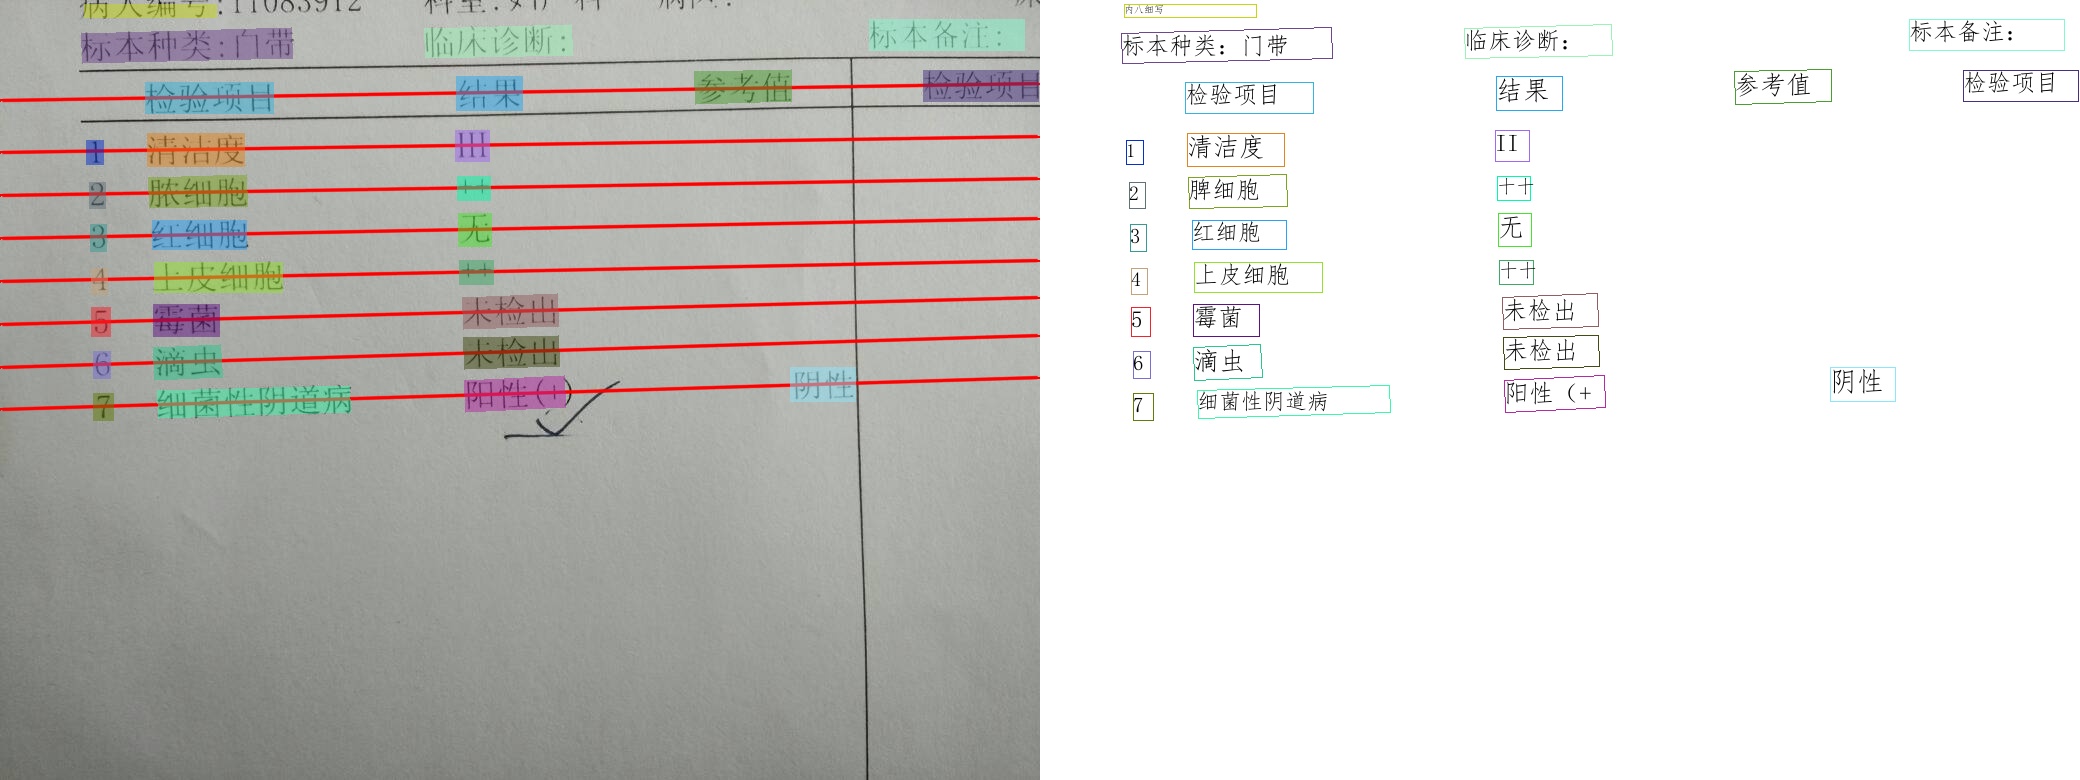 病人编号:11083912 科室:妇产科 病区:
标本种类:白带 临床诊断: 标本备注:
检验项目 结果 参考值 检验项目
1 清洁度 III
2 脓细胞 ++
3 红细胞 无
4 上皮细胞 ++
5 霉菌 未检出
6 滴虫 未检出
7 细菌性阴道病 阳性(+) 阴性
内八细写
标本种类：门带 临床诊断： 标本备注：
检验项目 结果 参考值 检验项目
1 清洁度 II
2 脾细胞 ++
3 红细胞 无
4 上皮细胞 ++
5 霉菌 未检出
6 滴虫 未检出
7 细菌性阴道病 阳性（+ 阴性